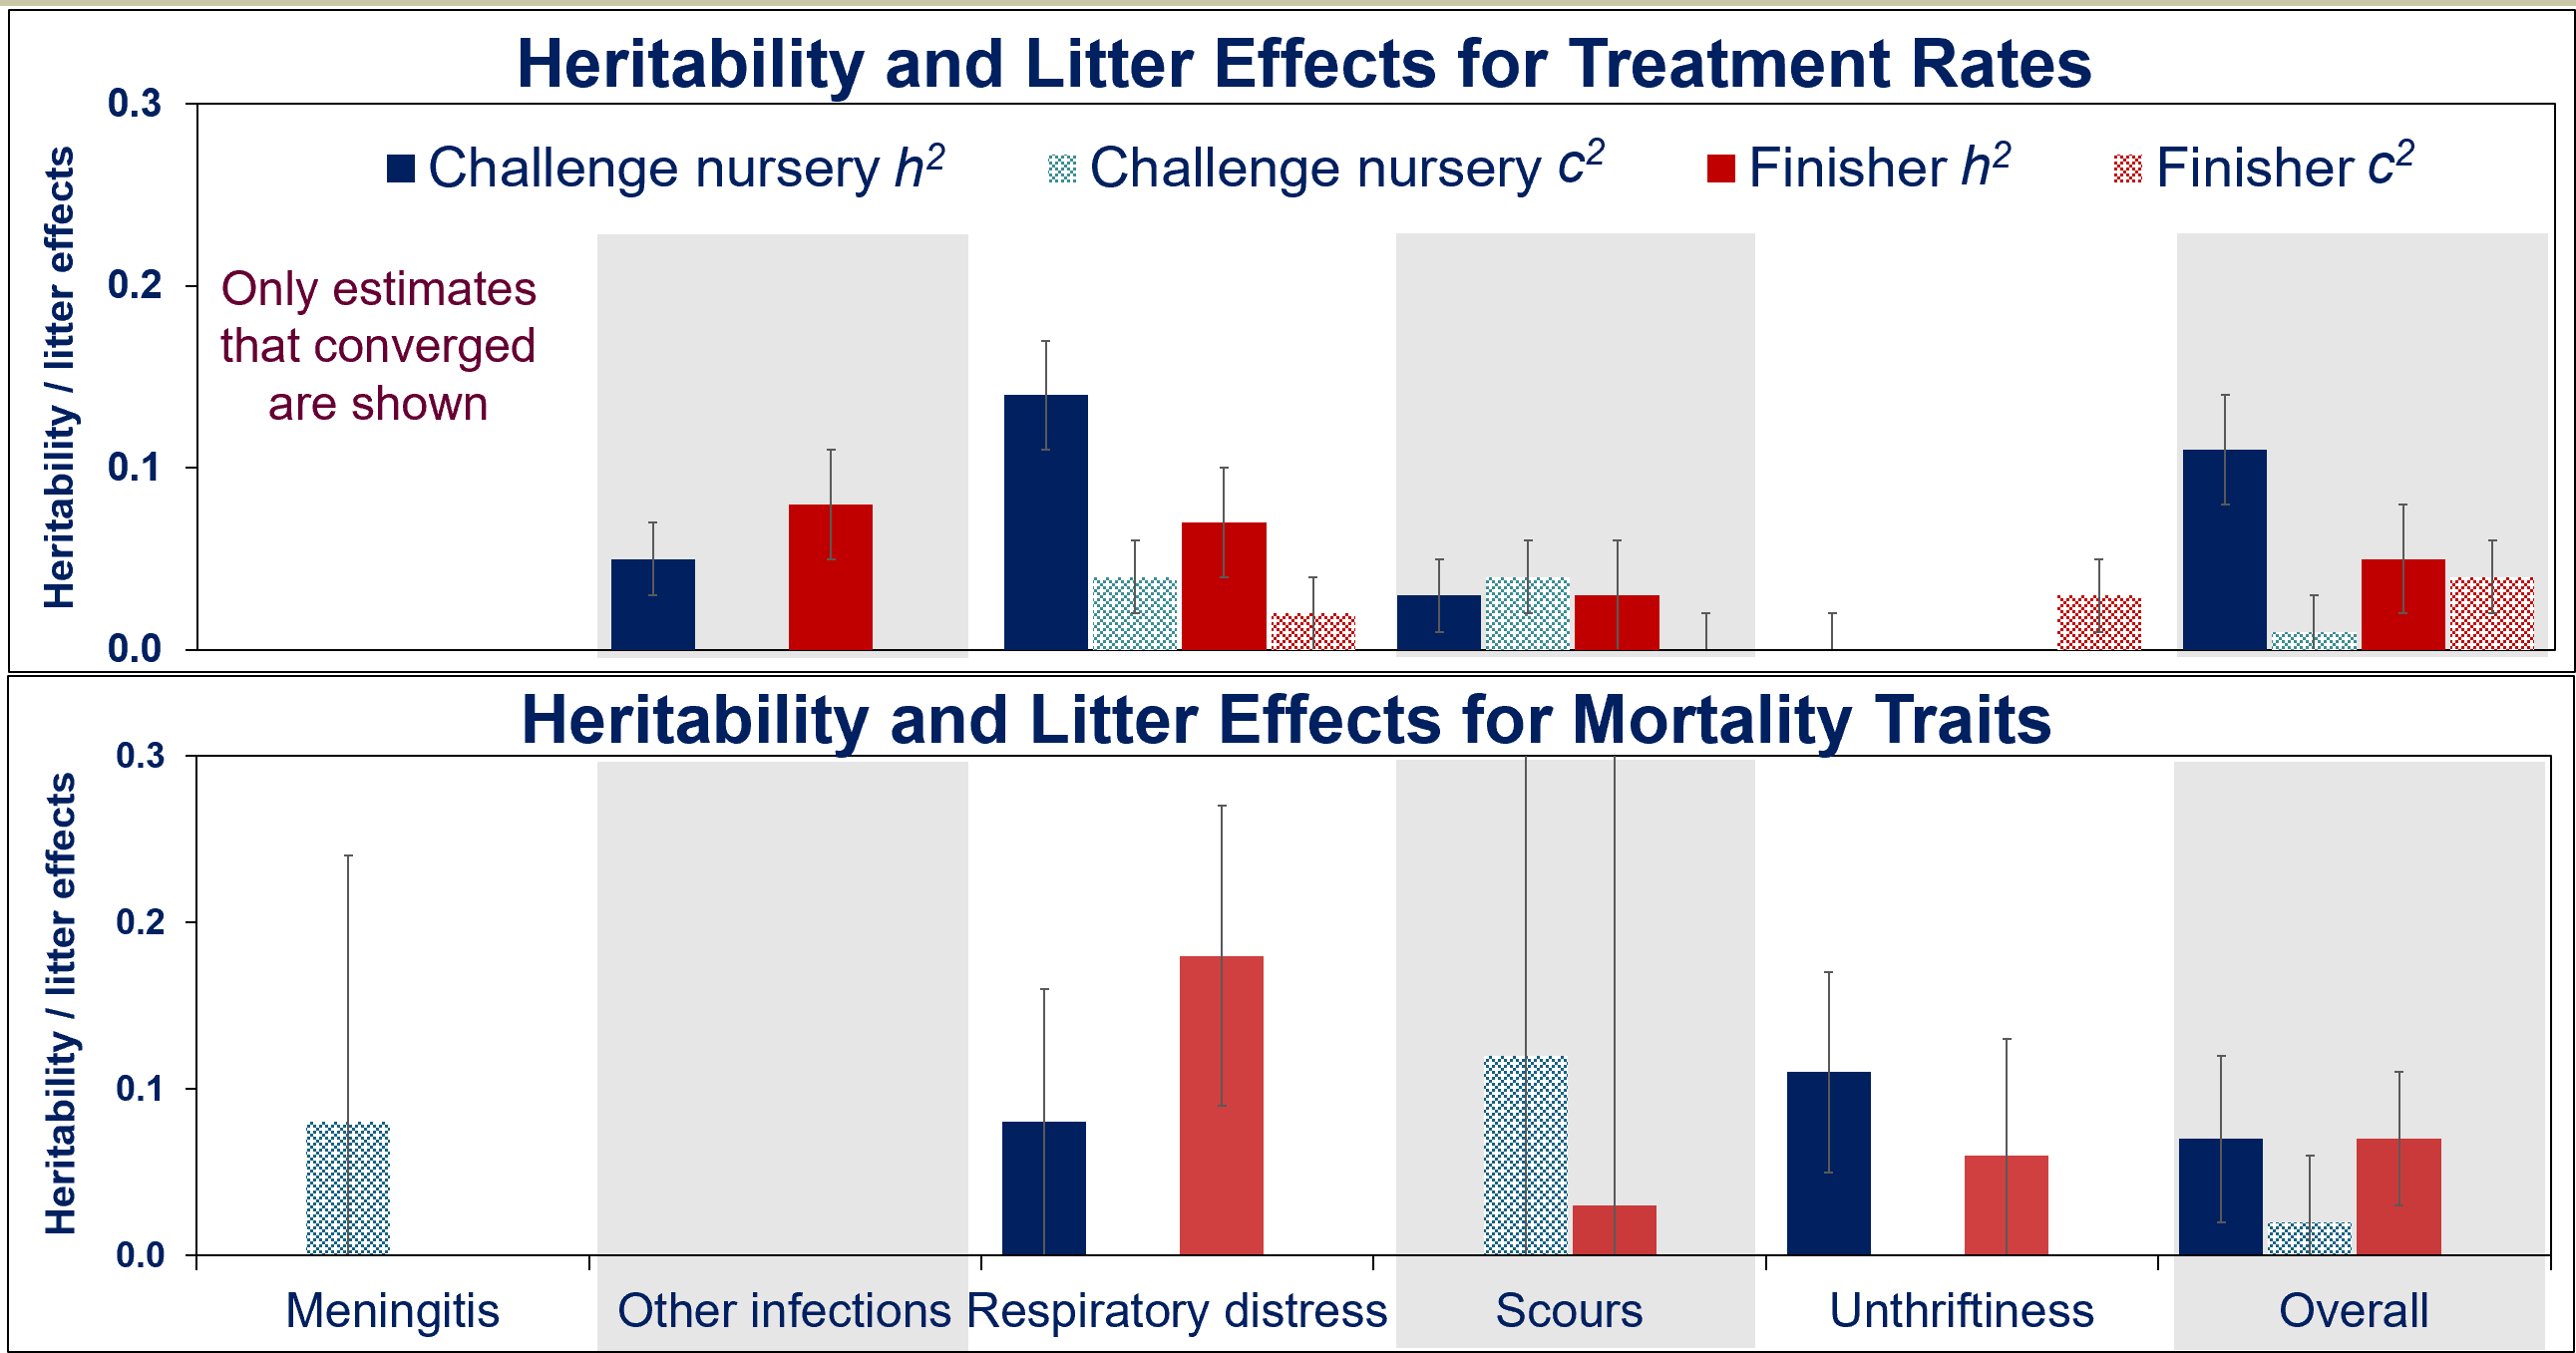 Heritability and Litter Effects for Treatment Rates
Heritability / litter effects
0.3
0.2
0.1
0.0
Challenge nursery h²
Challenge nursery c²
Finisher h²
Finisher c²
Only estimates
that converged
are shown
Heritability and Litter Effects for Mortality Traits
Heritability / litter effects
0.3
0.2
0.1
0.0
Meningitis
Other infections
Respiratory distress
Scours
Unthriftiness
Overall